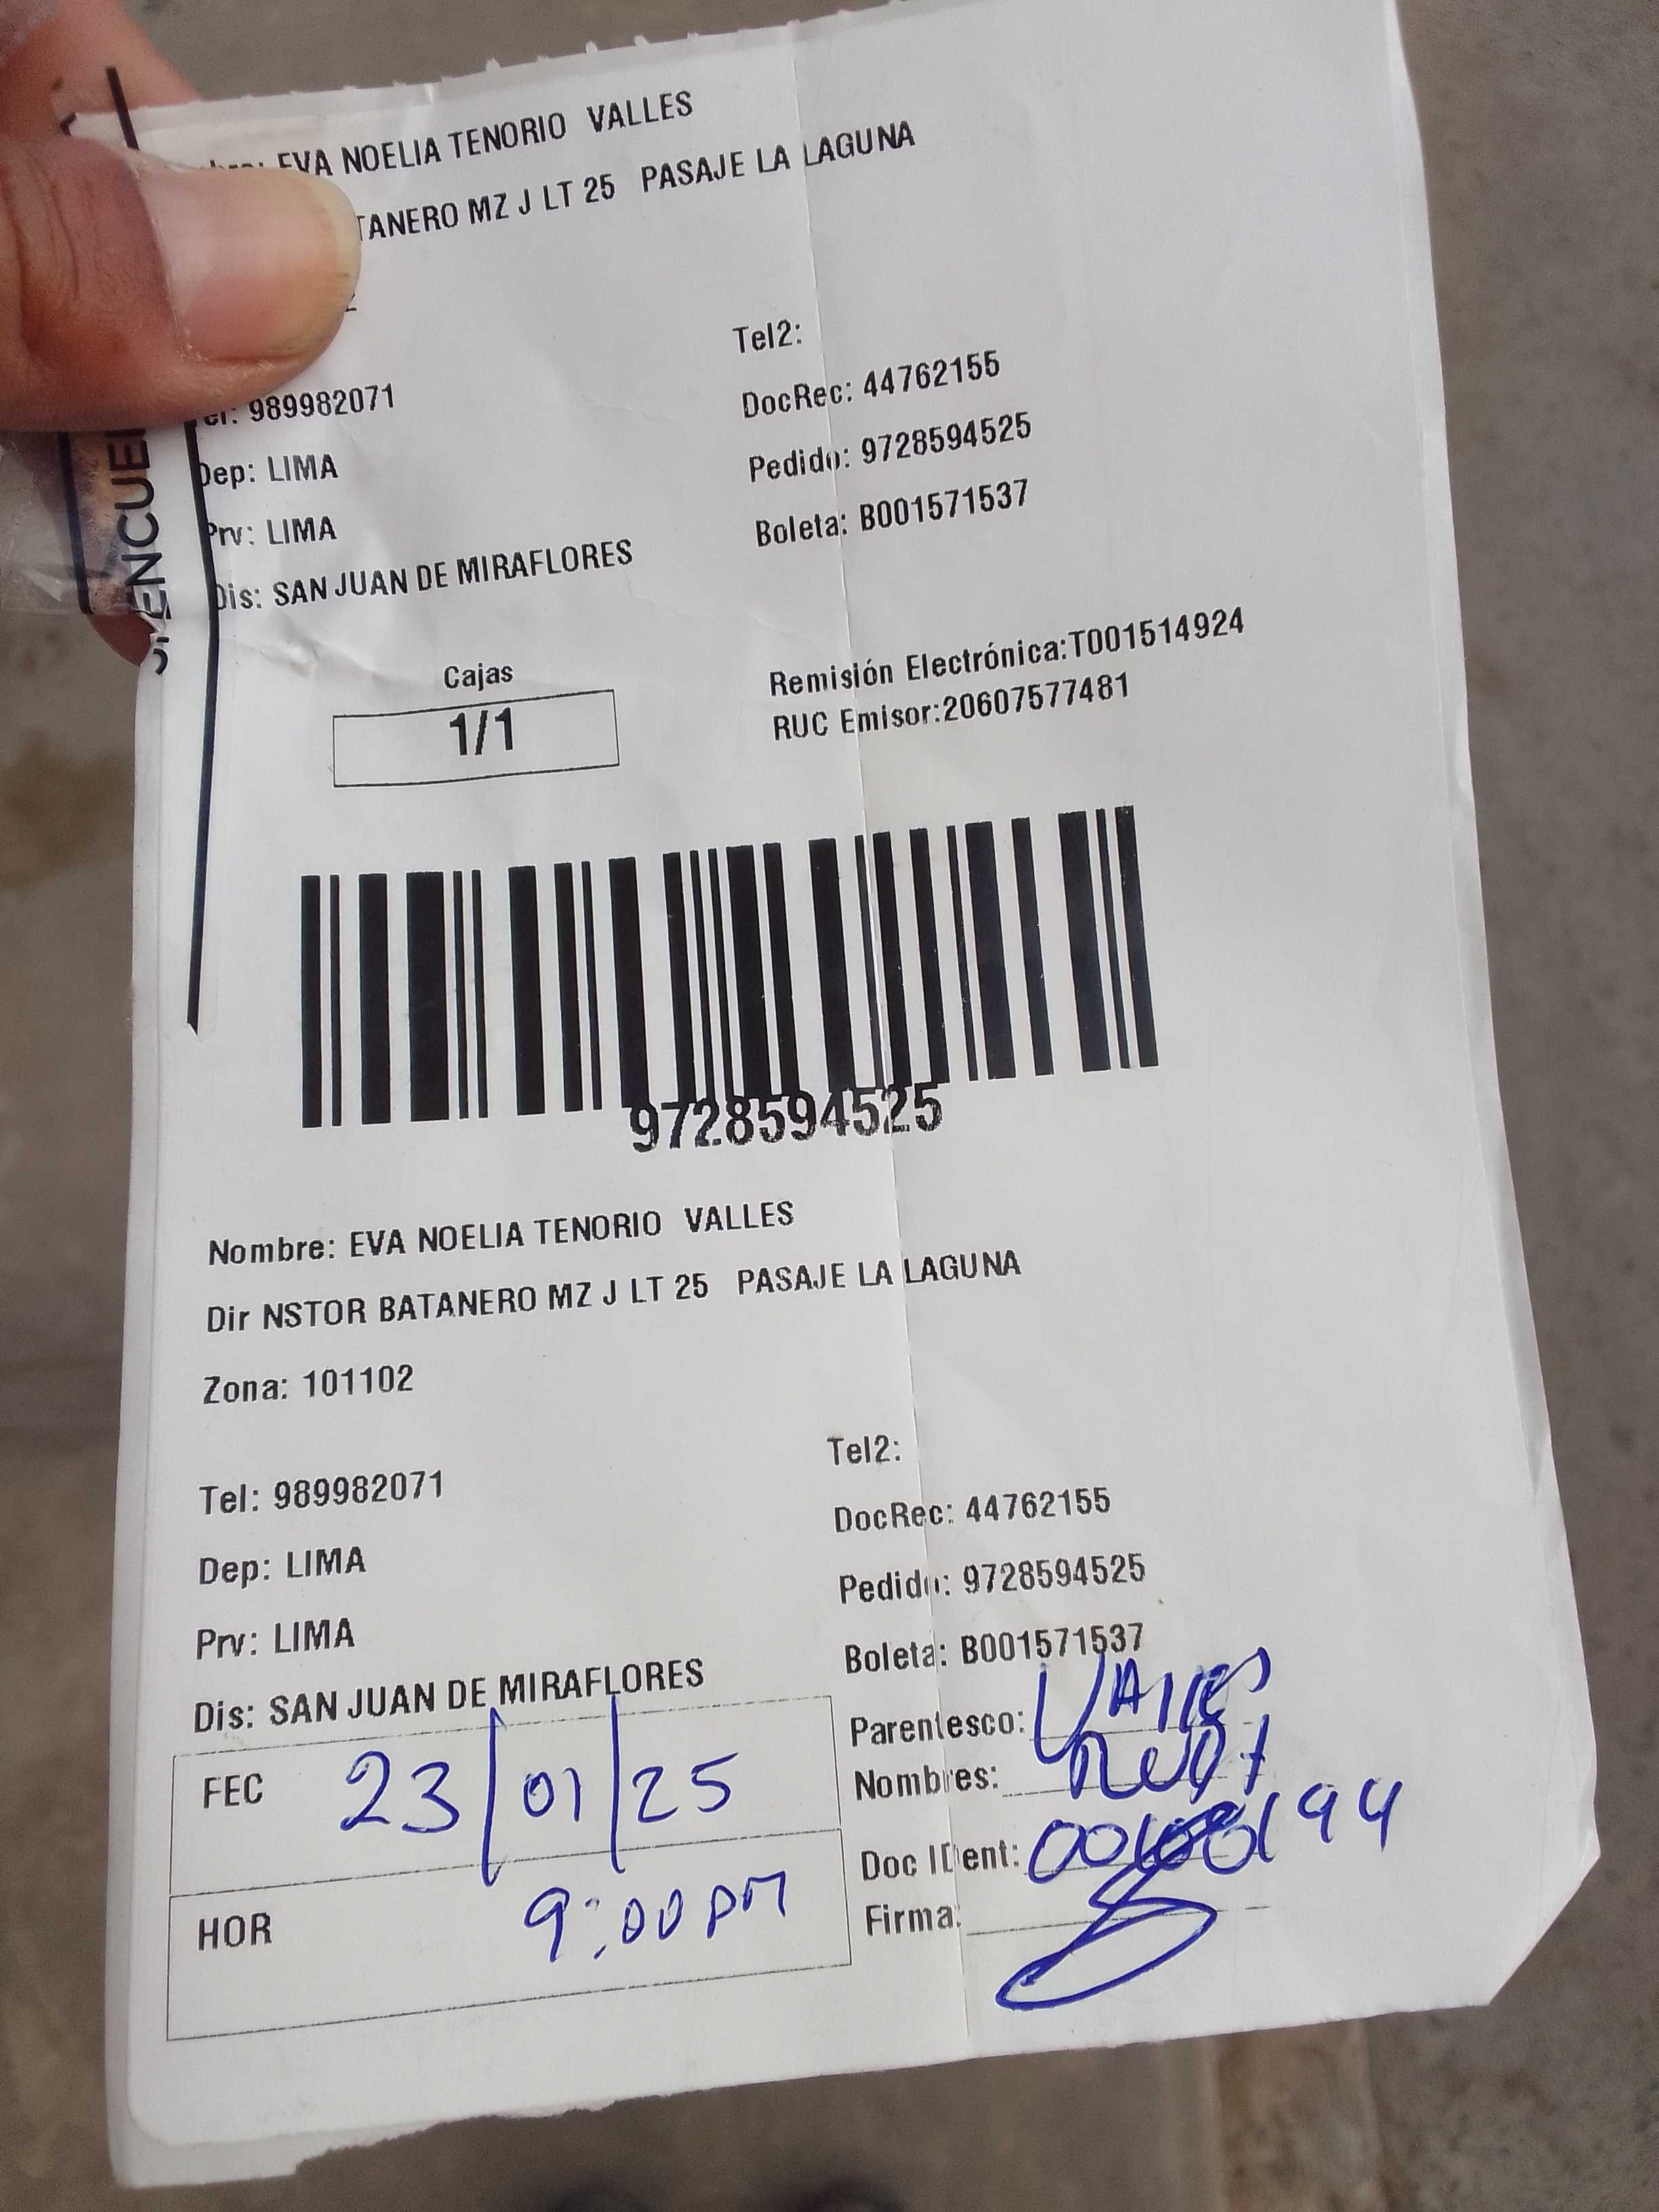 EVA NOELIA TENORIO VALLES
TANERO MZ J LT 25 PASAJE LA LAGUNA
Tel2:
989982071
DocRec: 44762155
Dep: LIMA
Pedido: 9728594525
Prv: LIMA
Boleta: B001571537
Dis: SAN JUAN DE MIRAFLORES
Cajas
1/1
Remisión Electrónica:T001514924
RUC Emisor:20607577481
9728594525
Nombre: EVA NOELIA TENORIO VALLES
Dir NSTOR BATANERO MZ J LT 25 PASAJE LA LAGUNA
Zona: 101102
Tel2:
Tel: 989982071
DocRec: 44762155
Dep: LIMA
Pedido: 9728594525
Prv: LIMA
Boleta: B001571537
Dis: SAN JUAN DE MIRAFLORES
Parentesco: VAlles
FEC 23/01/25
Nombres:
Doc IDent:
HOR 9:00 PM
Firma: